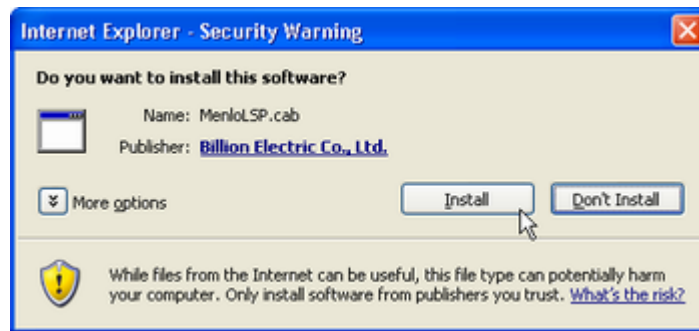 Internet Explorer - Security Warning
Do you want to install this software?
Name: MenloLSP.cab
Publisher: Billion Electric Co., Ltd.
More options
Install
Don't Install
While files from the Internet can be useful, this file type can potentially harm
your computer. Only install software from publishers you trust. What's the risk?